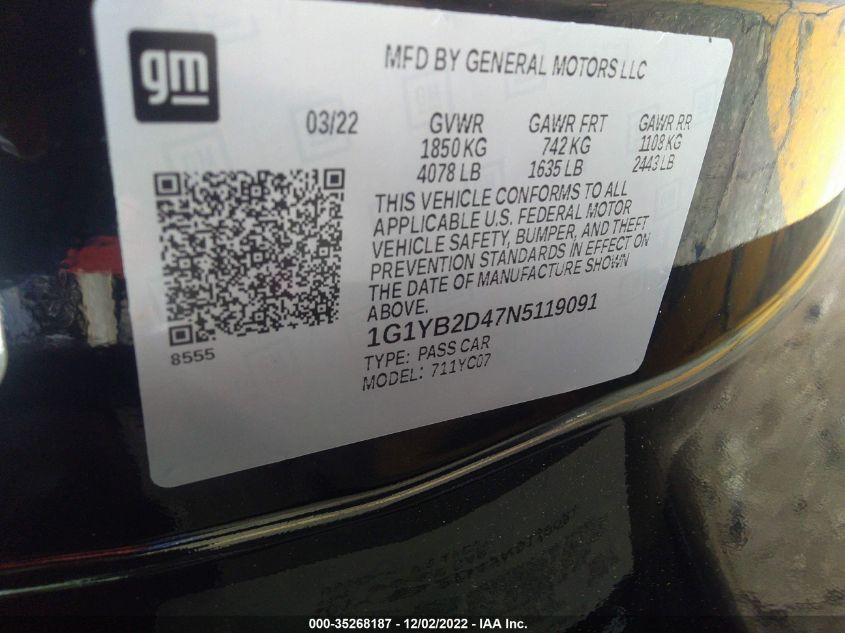 gm
MFD BY GENERAL MOTORS LLC
03/22 GVWR GAWR FRT GAWR RR
1850 KG 742 KG 1108 KG
4078 LB 1635 LB 2443 LB
THIS VEHICLE CONFORMS TO ALL
APPLICABLE U.S. FEDERAL MOTOR
VEHICLE SAFETY, BUMPER, AND THEFT
PREVENTION STANDARDS IN EFFECT ON
THE DATE OF MANUFACTURE SHOWN
ABOVE.
1G1YB2D47N5119091
8555
TYPE: PASS CAR
MODEL: 711YC07
000-35268187 - 12/02/2022 - IAA Inc.